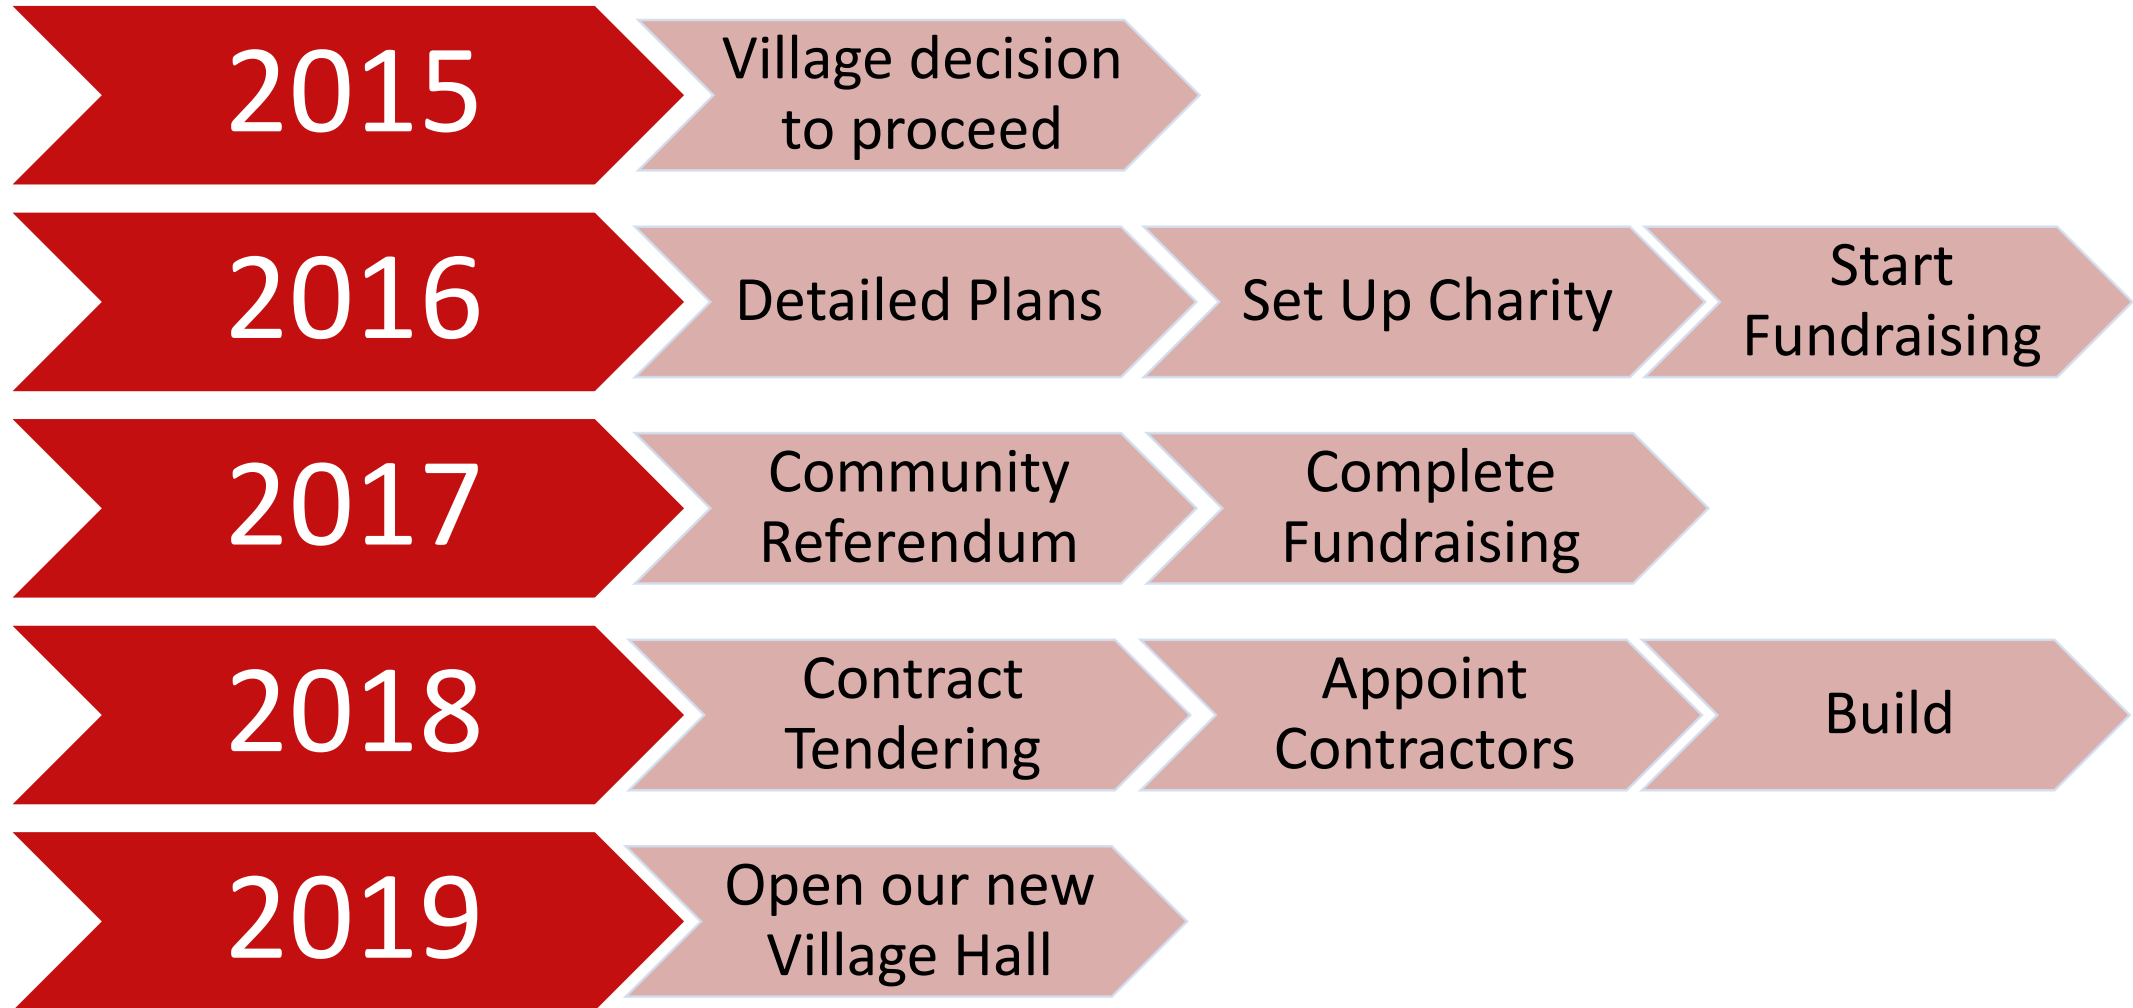 2015
Village decision
to proceed
2016
Detailed Plans
Set Up Charity
Start
Fundraising
2017
Community
Referendum
Complete
Fundraising
2018
Contract
Tendering
Appoint
Contractors
Build
2019
Open our new
Village Hall